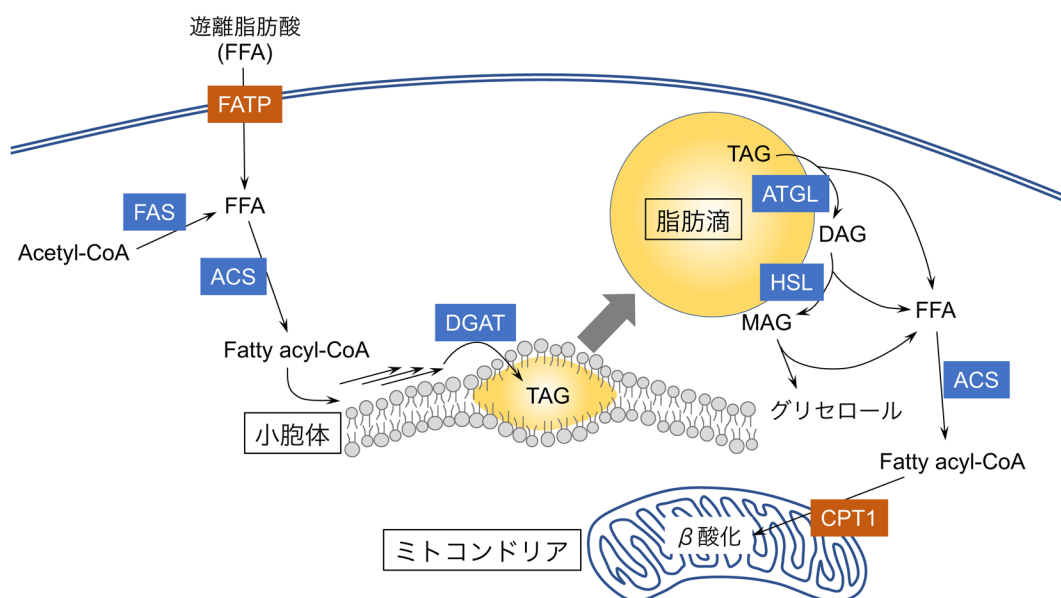 遊離脂肪酸
(FFA)
FATP
FAS
FFA
Acetyl-CoA
ACS
Fatty acyl-CoA
小胞体
DGAT
TAG
脂肪滴
TAG
ATGL
DAG
HSL
MAG
FFA
グリセロール
ACS
Fatty acyl-CoA
CPT1
β酸化
ミトコンドリア